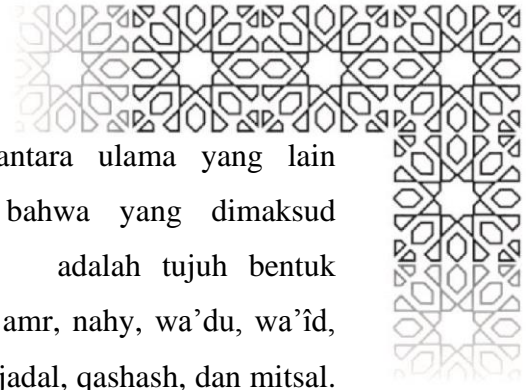 antara ulama yang lain
bahwa yang dimaksud
adalah tujuh bentuk
amr, nahy, wa’du, wa’îd,
jadal, qashash, dan mitsal.